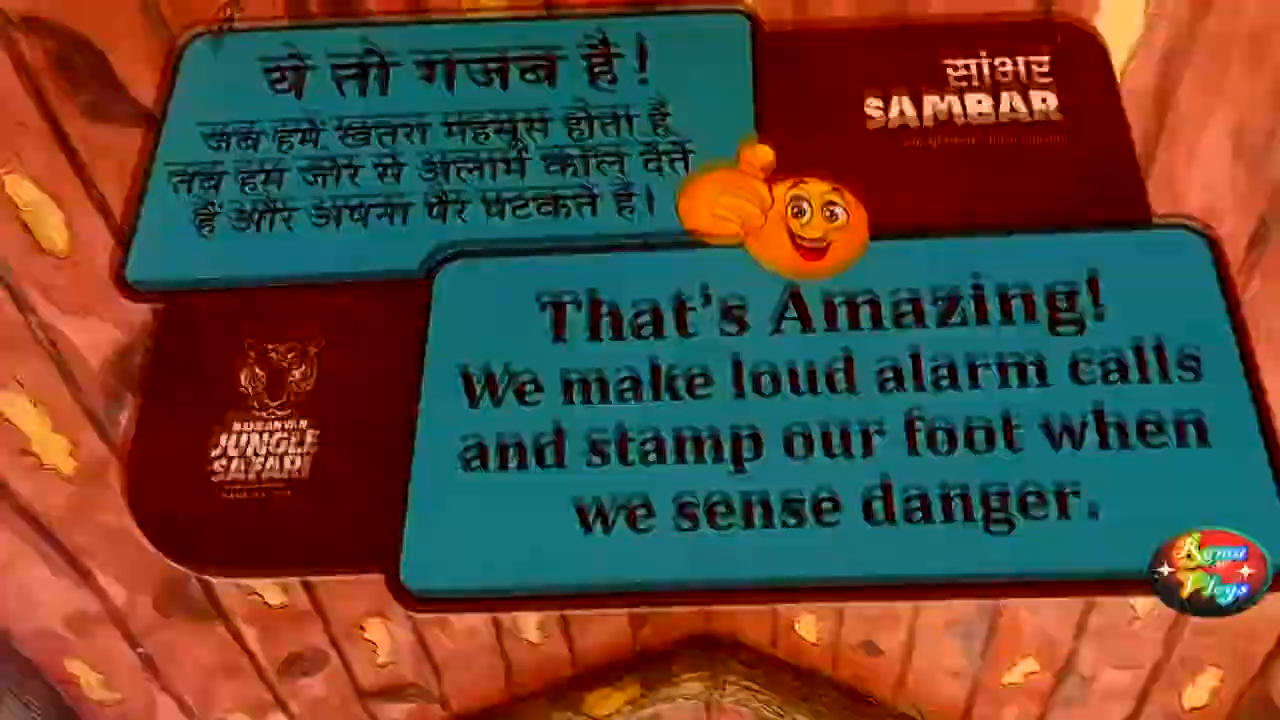 ये तो गजब है!
जब हमें खतरा महसूस होता है
तब हम जोर से अलार्म कॉल देते
हैं और अपना पैर पटकते है।
सांभर
SAMBAR
That's Amazing!
We make loud alarm calls
and stamp our foot when
we sense danger.
JUNGLE
SAFARI